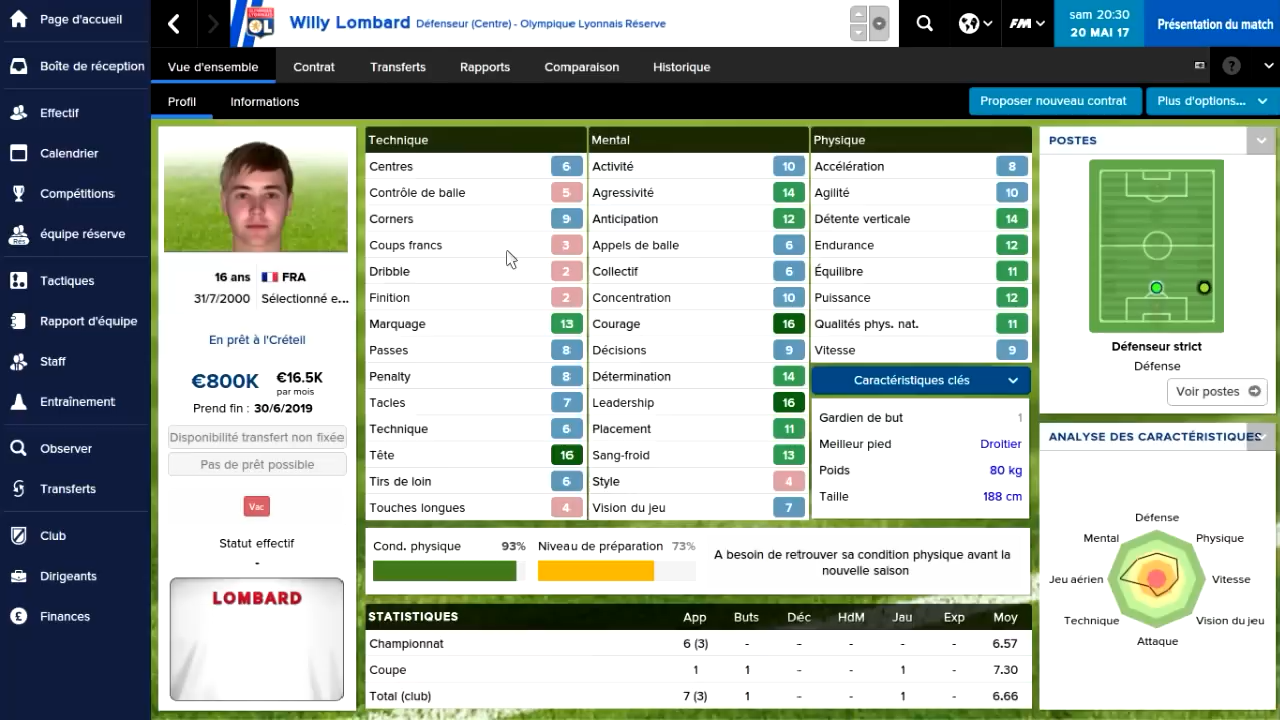 Page d'accueil
Boîte de réception
Effectif
Calendrier
Compétitions
équipe réserve
Tactiques
Rapport d'équipe
Staff
Entraînement
Observer
Transferts
Club
Dirigeants
Finances
OL
Willy Lombard Défenseur (Centre) - Olympique Lyonnais Réserve
FM
sam 20:30
20 MAI 17
Présentation du match
Vue d'ensemble Contrat Transferts Rapports Comparaison Historique
Profil Informations
Proposer nouveau contrat Plus d'options...
16 ans FRA
31/7/2000 Sélectionné e...
En prêt à l'Créteil
€800K €16.5K
par mois
Prend fin : 30/6/2019
Disponibilité transfert non fixée
Pas de prêt possible
Vac
Statut effectif
-
LOMBARD
Technique
Centres 6
Contrôle de balle 5
Corners 9
Coups francs 3
Dribble 2
Finition 2
Marquage 13
Passes 8
Penalty 8
Tacles 7
Technique 6
Tête 16
Tirs de loin 6
Touches longues 4
Mental
Activité 10
Agressivité 14
Anticipation 12
Appels de balle 6
Collectif 6
Concentration 10
Courage 16
Décisions 9
Détermination 14
Leadership 16
Placement 11
Sang-froid 13
Style 4
Vision du jeu 7
Physique
Accélération 8
Agilité 10
Détente verticale 14
Endurance 12
Équilibre 11
Puissance 12
Qualités phys. nat. 11
Vitesse 9
Caractéristiques clés
Gardien de but 1
Meilleur pied Droitier
Poids 80 kg
Taille 188 cm
Cond. physique 93% Niveau de préparation 73%
A besoin de retrouver sa condition physique avant la
nouvelle saison
STATISTIQUES App Buts Déc HdM Jau Exp Moy
Championnat 6 (3) - - - - - 6.57
Coupe 1 1 - - 1 - 7.30
Total (club) 7 (3) 1 - - 1 - 6.66
POSTES
Défenseur strict
Défense
Voir postes
ANALYSE DES CARACTÉRISTIQUES
Défense
Mental Physique
Jeu aérien Vitesse
Technique Vision du jeu
Attaque